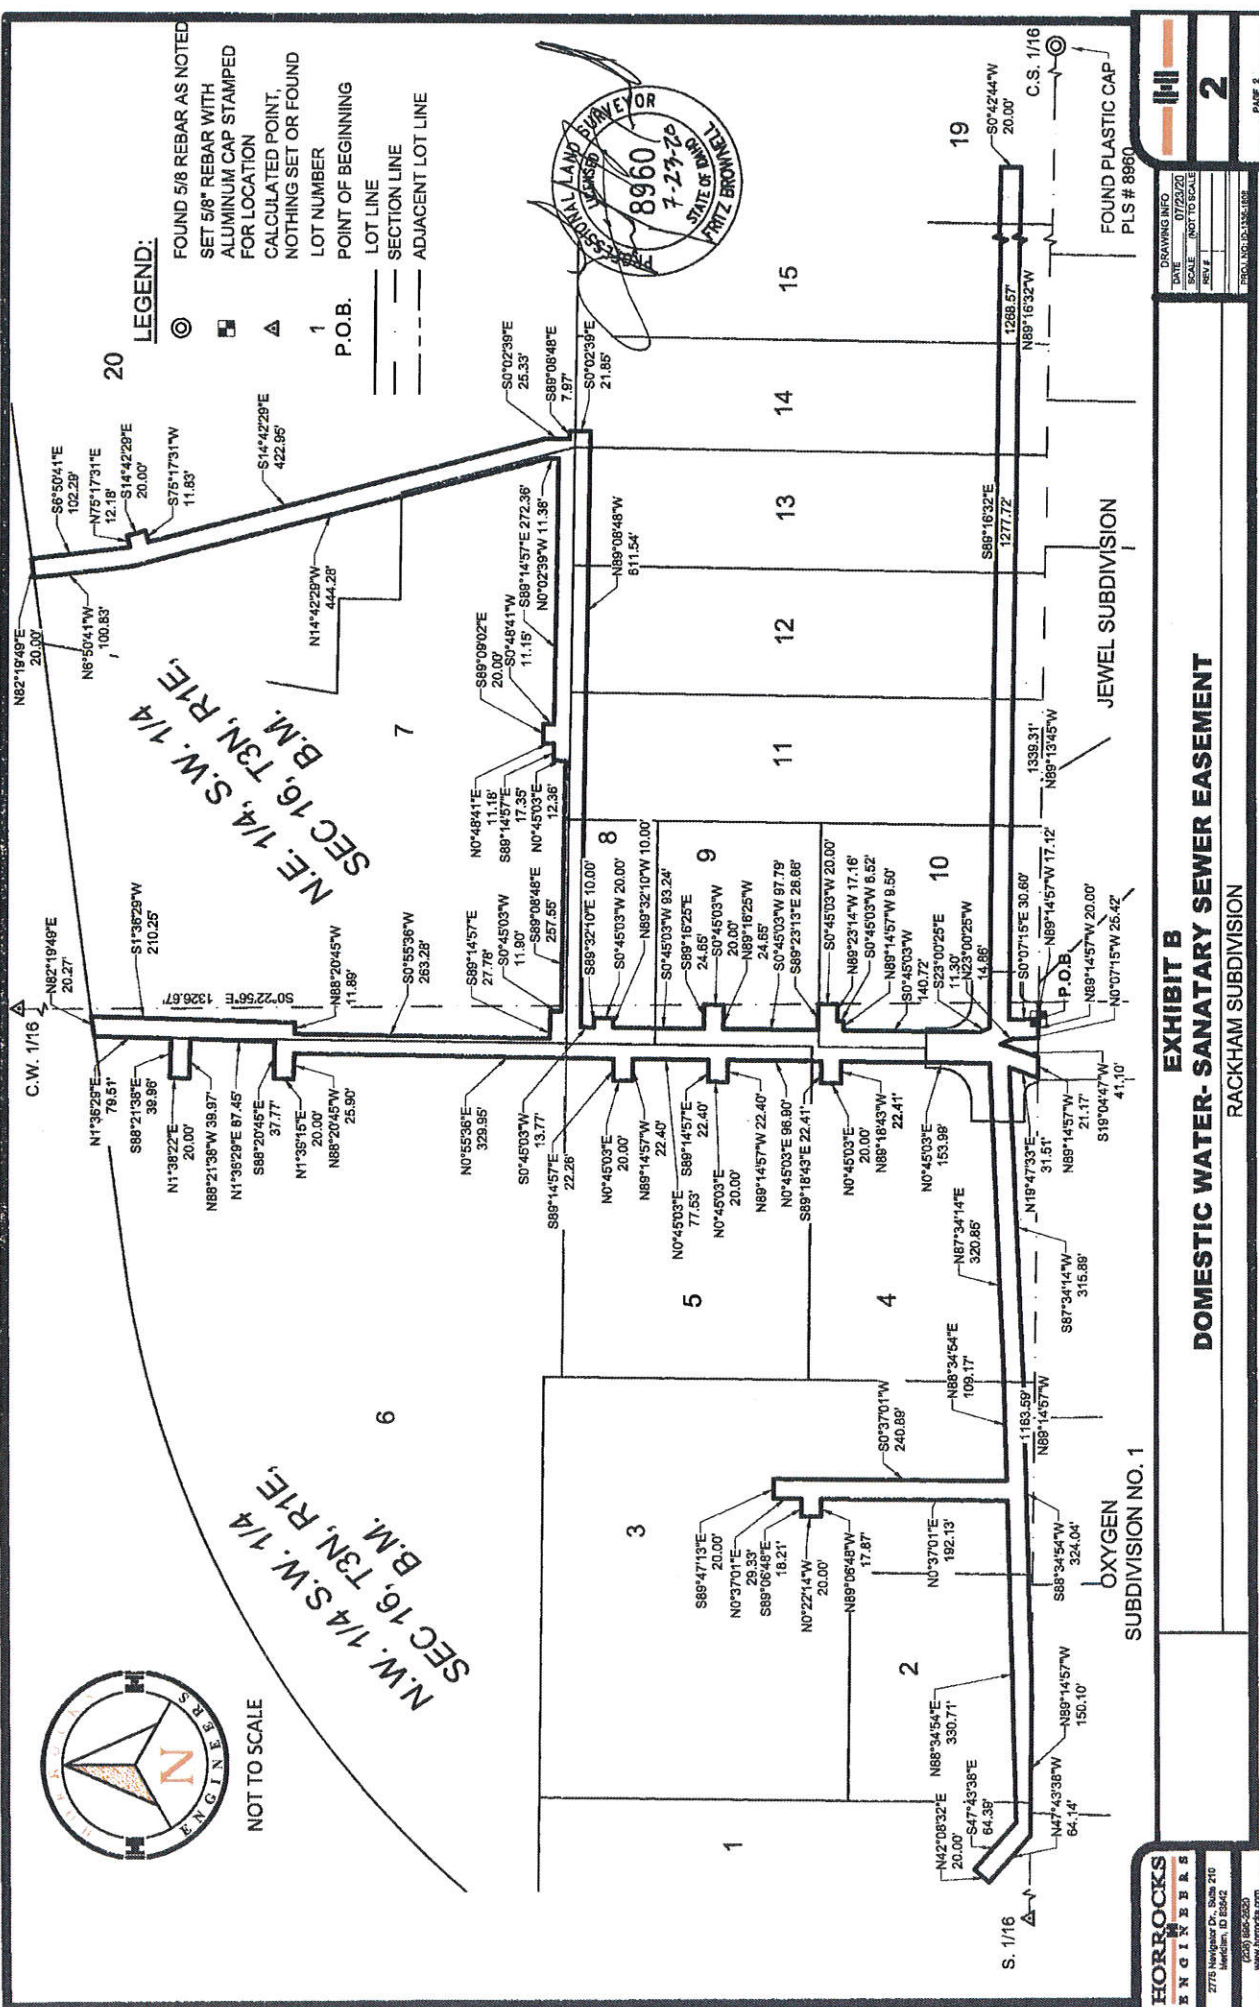 C.W. 1/16
N82°19'49"E
20.27'
S1°36'29"W
210.25'
S0°22'56"E 1326.67'
N88°20'45"W
11.89'
S0°55'36"W
263.28'
N1°36'29"E
79.51'
S88°21'38"E
39.96'
N1°38'22"E
20.00'
N88°21'38"W 39.97'
N1°36'29"E 87.45'
S88°20'45"E
37.77'
N1°39'15"E
20.00'
N88°20'45"W
25.90'
N0°55'36"E
329.95'
S0°45'03"W
13.77'
S89°14'57"E
22.26'
N0°45'03"E
20.00'
N89°14'57"W
22.40'
N0°45'03"E
77.53'
S89°14'57"E
22.40'
N0°45'03"E
20.00'
N89°14'57"W 22.40'
N0°45'03"E 96.90'
S89°18'43"E 22.41'
N0°45'03"E
20.00'
N89°18'43"W
22.41'
N0°45'03"E
153.99'
N82°19'49"E
20.00'
N6°50'41"W
100.83'
S6°50'41"E
102.29'
N75°17'31"E
12.18'
S14°42'29"E
20.00'
S75°17'31"W
11.83'
S14°42'29"E
422.95'
N14°42'29"W
444.28'
20
LEGEND:
FOUND 5/8 REBAR AS NOTED
SET 5/8" REBAR WITH
ALUMINUM CAP STAMPED
FOR LOCATION
CALCULATED POINT,
NOTHING SET OR FOUND
1 LOT NUMBER
P.O.B. POINT OF BEGINNING
LOT LINE
SECTION LINE
ADJACENT LOT LINE
N.E. 1/4, S.W. 1/4
SEC 16, T3N, R1E,
B.M.
7
S0°02'39"E
25.33'
S89°08'48"E
7.97'
S0°02'39"E
21.85'
N0°02'39"W 11.38'
S89°14'57"E 272.36'
S0°48'41"W
11.15'
S89°09'02"E
20.00'
N0°48'41"E
11.18'
S89°14'57"E
17.35'
N0°45'03"E
12.36'
S89°08'48"E
257.55'
S0°45'03"W
11.90'
S89°14'57"E
27.78'
N89°08'48"W
611.54'
S89°32'10"E 10.00'
S0°45'03"W 20.00'
N89°32'10"W 10.00'
S0°45'03"W 93.24'
S89°16'25"E
24.65'
S0°45'03"W
20.00'
N89°16'25"W
24.65'
S0°45'03"W 97.79'
S89°23'13"E 26.66'
S0°45'03"W 20.00'
N89°23'14"W 17.16'
S0°45'03"W 6.52'
N89°14'57"W 9.50'
S0°45'03"W
140.72'
S23°00'25"E
11.30'
N23°00'25"W
14.86'
S0°07'15"E 30.60'
N89°14'57"W 17.12'
P.O.B.
N89°14'57"W 20.00'
N0°07'15"W 25.42'
S19°04'47"W
41.10'
N89°14'57"W
21.17'
N19°47'33"E
31.51'
8
9
10
11
12
13
14
15
19
PROFESSIONAL LAND SURVEYOR
LICENSED
8960
7-23-20
STATE OF IDAHO
FRITZ BROWNELL
S0°42'44"W
20.00'
C.S. 1/16
FOUND PLASTIC CAP
PLS # 8960
1268.57'
N89°16'32"W
S89°16'32"E
1277.72'
JEWEL SUBDIVISION
1339.31'
N89°13'45"W
6
5
4
3
2
1
N.W. 1/4 S.W. 1/4
SEC 16, T3N, R1E,
B.M.
N87°34'14"E
320.85'
S87°34'14"W
315.89'
N88°34'54"E
109.17'
1163.59'
N89°14'57"W
S0°37'01"W
240.89'
S89°47'13"E
20.00'
N0°37'01"E
29.33'
S89°06'48"E
18.21'
N0°22'14"W
20.00'
N89°06'48"W
17.87'
N0°37'01"E
192.13'
S88°34'54"W
324.04'
OXYGEN
SUBDIVISION NO. 1
N88°34'54"E
330.71'
S47°43'38"E
64.39'
N42°08'32"E
20.00'
N47°43'38"W
64.14'
N89°14'57"W
150.10'
S. 1/16
HORROCKS
N
ENGINEERS
NOT TO SCALE
HORROCKS
ENGINEERS
2775 Navigator Dr., Suite 210
Meridian, ID 83642
www.horrocks.com
EXHIBIT B
DOMESTIC WATER- SANATARY SEWER EASEMENT
RACKHAM SUBDIVISION
DRAWING INFO
DATE 07/23/20
SCALE (NOT TO SCALE
REV #
2
PAGE 2